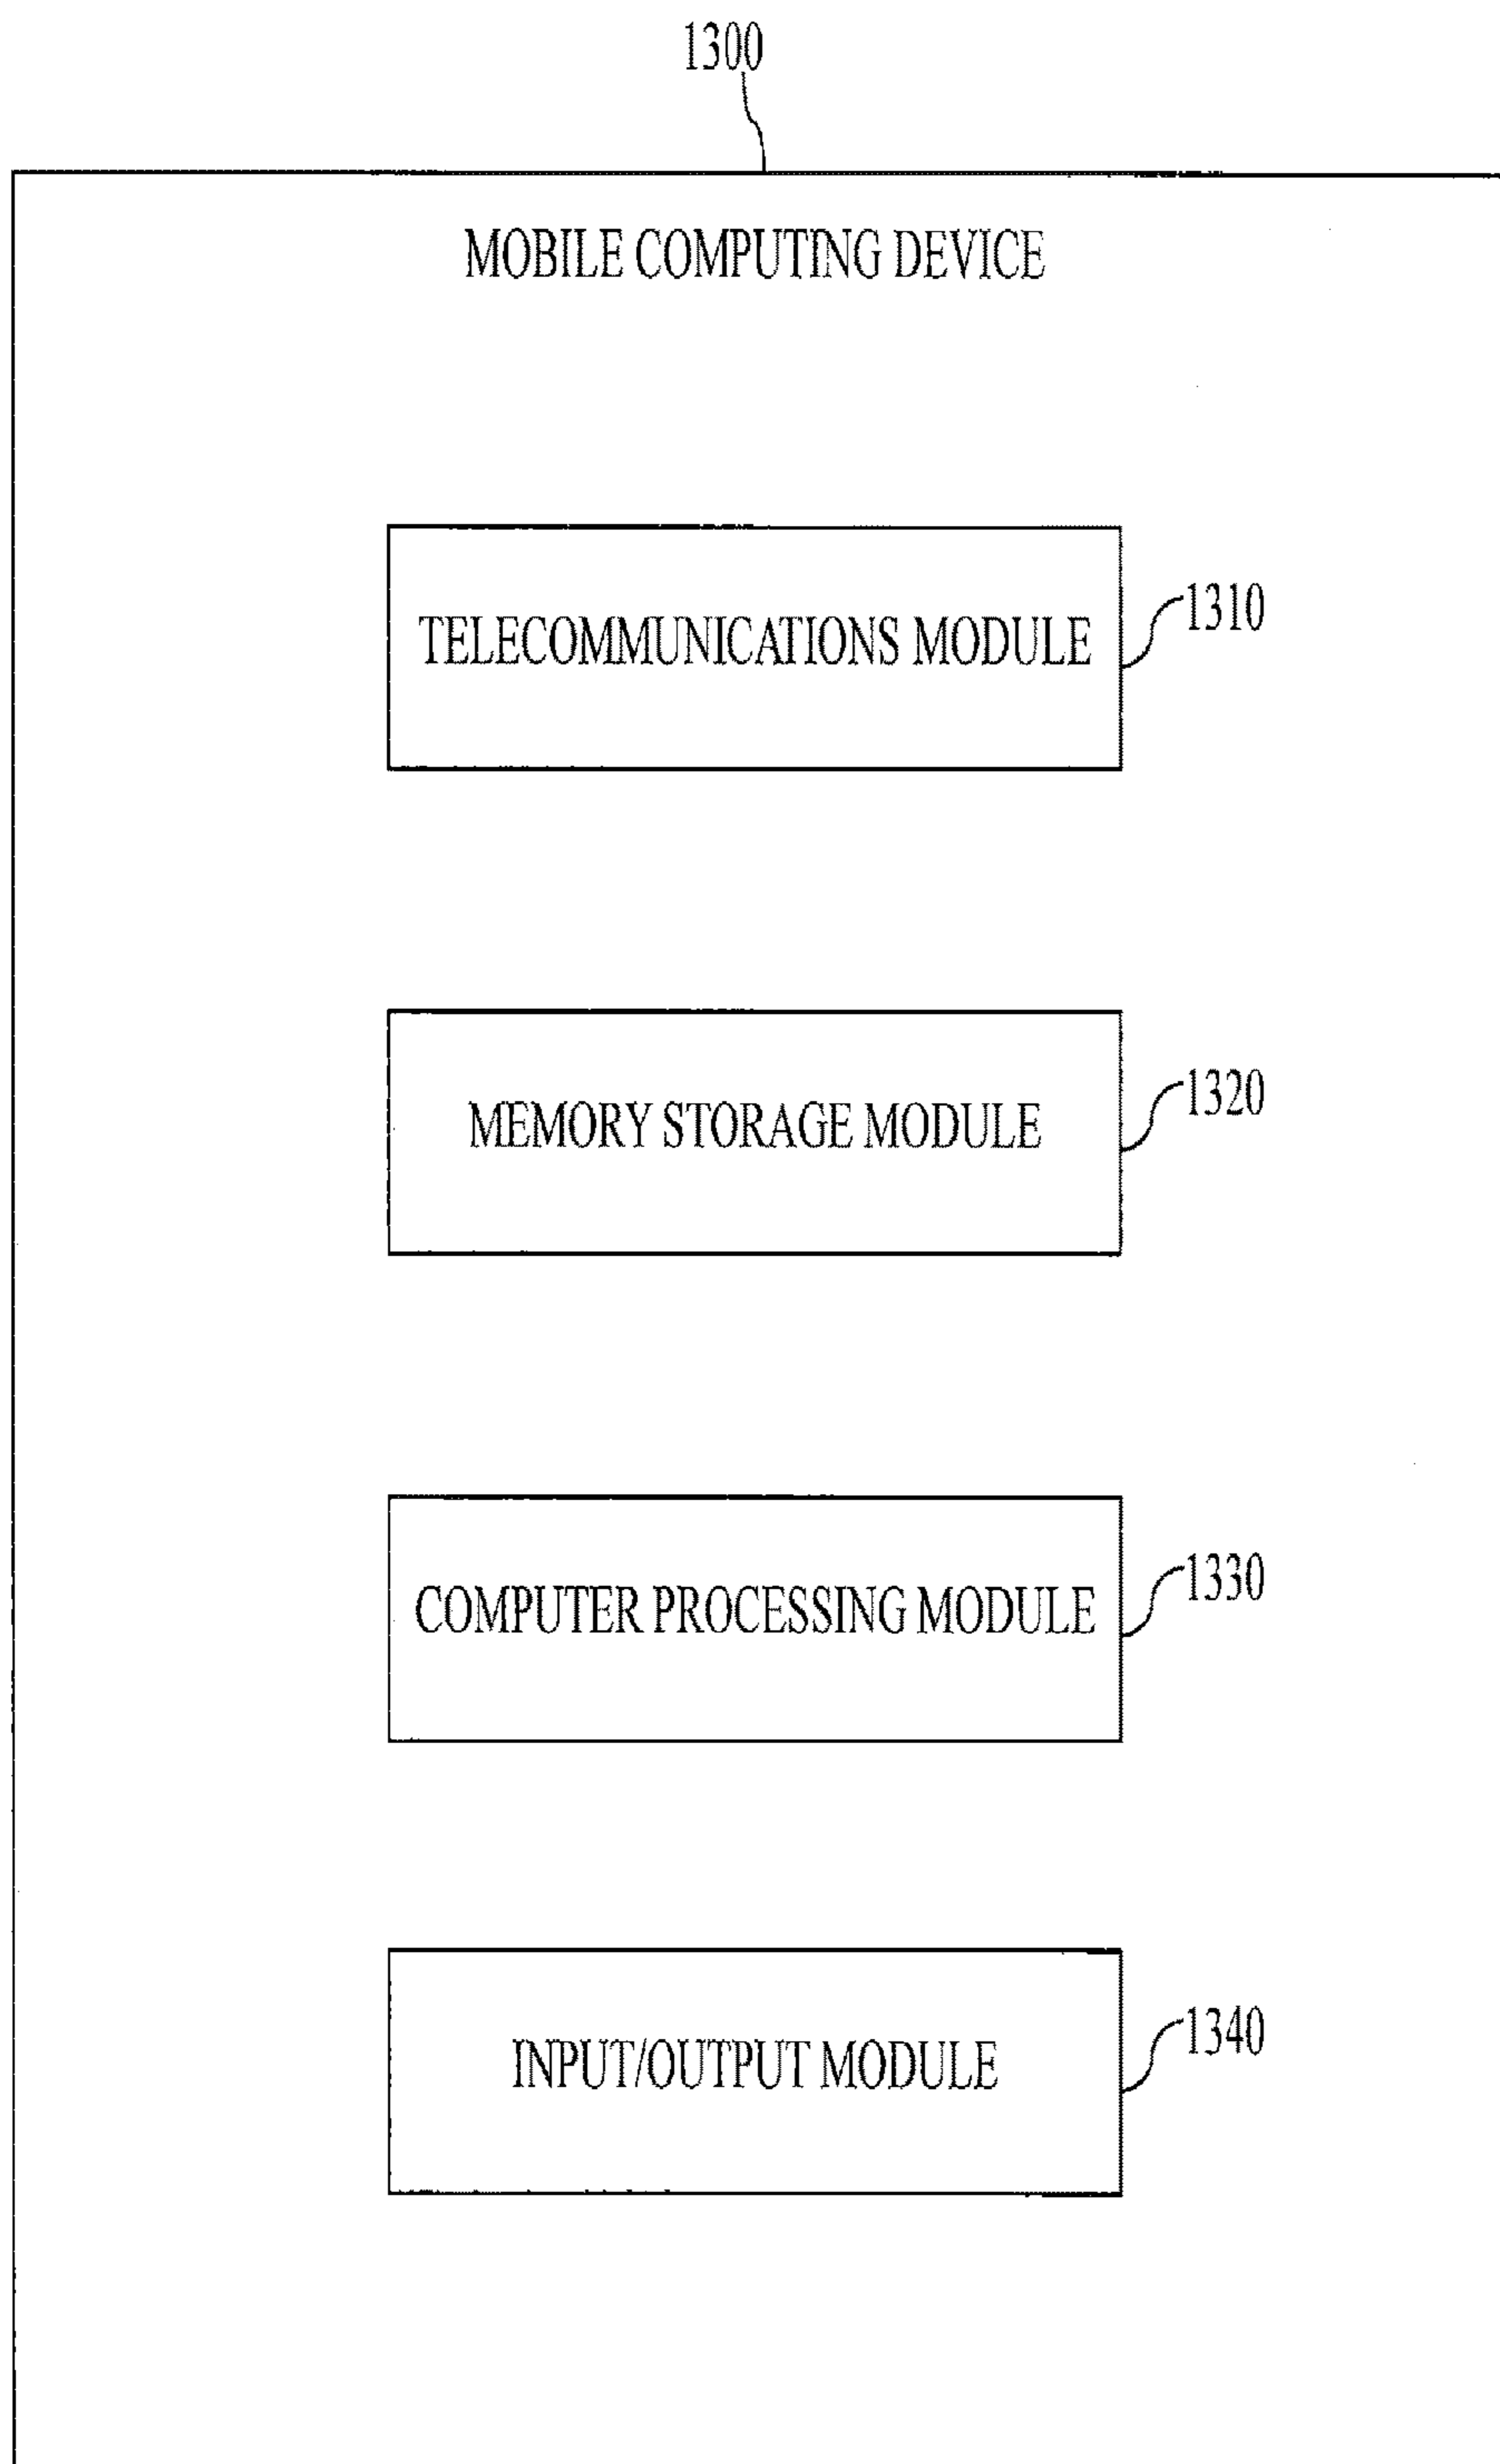 1300
MOBILE COMPUTING DEVICE
TELECOMMUNICATIONS MODULE
1310
MEMORY STORAGE MODULE
1320
COMPUTER PROCESSING MODULE
1330
INPUT/OUTPUT MODULE
1340